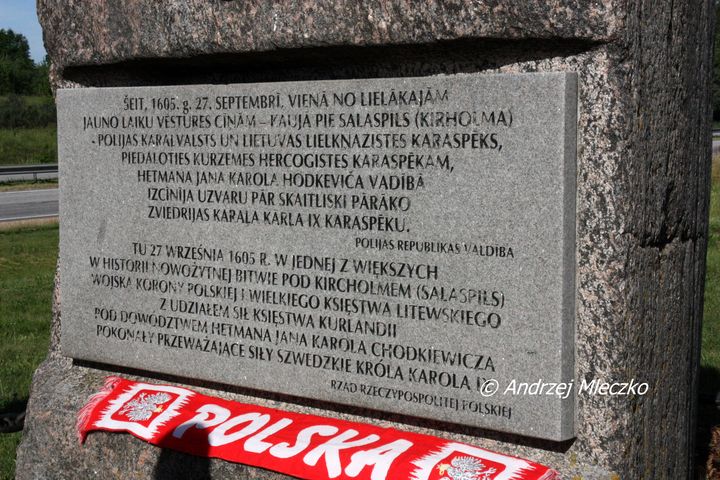 ŠEIT, 1605. g. 27. SEPTEMBRĪ, VIENĀ NO LIELĀKAJĀM
JAUNO LAIKU VĒSTURES CĪŅĀM - KAUJĀ PIE SALASPILS (KIRHOLMA)
- POLIJAS KARAĻVALSTS UN LIETUVAS LIELKŅAZISTES KARASPĒKS,
PIEDALOTIES KURZEMES HERCOGISTES KARASPĒKAM,
HETMAŅA JANA KAROLA HODKEVIČA VADĪBĀ
IZCĪNĪJA UZVARU PĀR SKAITLISKI PĀRĀKO
ZVIEDRIJAS KARAĻA KĀRĻA IX KARASPĒKU.
POLIJAS REPUBLIKAS VALDĪBA
TU 27 WRZEŚNIA 1605 R. W JEDNEJ Z WIĘKSZYCH
W HISTORII NOWOŻYTNEJ BITWIE POD KIRCHOLMEM (SALASPILS)
WOJSKA KORONY POLSKIEJ I WIELKIEGO KSIĘSTWA LITEWSKIEGO
Z UDZIAŁEM SIŁ KSIĘSTWA KURLANDII
POD DOWÓDZTWEM HETMANA JANA KAROLA CHODKIEWICZA
POKONAŁY PRZEWAŻAJĄCE SIŁY SZWEDZKIE KRÓLA KAROLA IX
RZĄD RZECZYPOSPOLITEJ POLSKIEJ
© Andrzej Mleczko
POLSKA